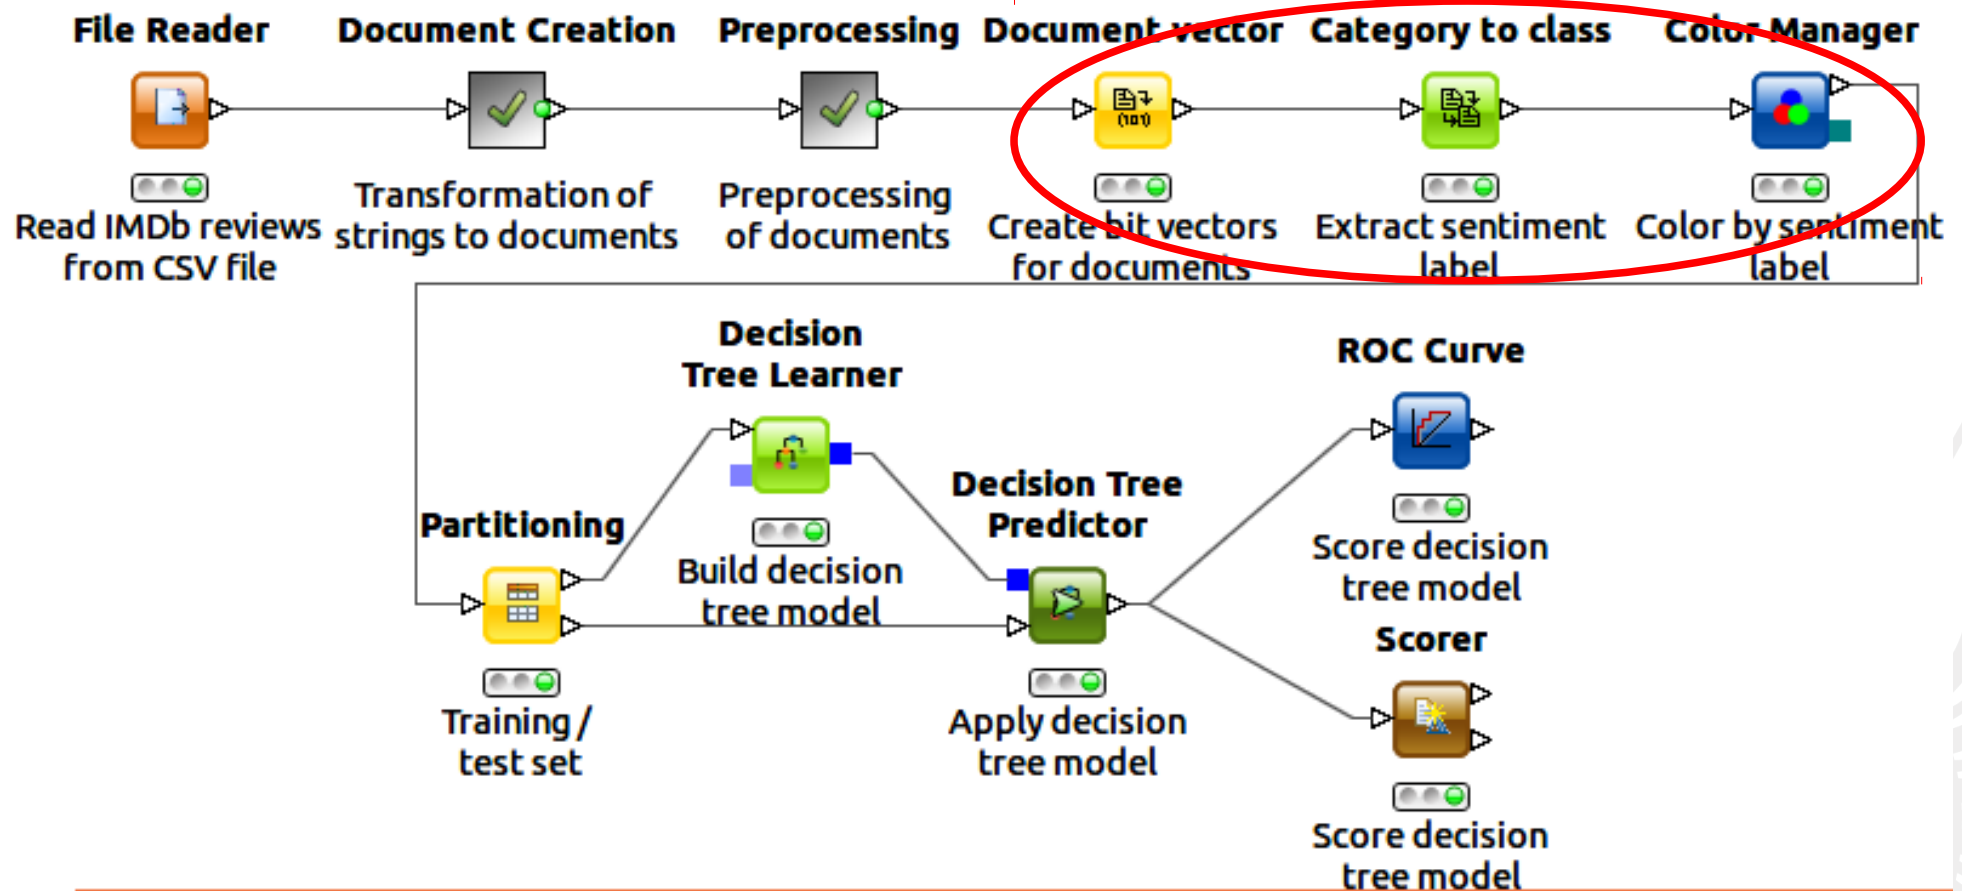 File Reader
Document Creation
Preprocessing
Document vector
Category to class
Color Manager
(101)
Read IMDb reviews
from CSV file
Transformation of
strings to documents
Preprocessing
of documents
Create bit vectors
for documents
Extract sentiment
label
Color by sentiment
label
Decision
Tree Learner
ROC Curve
Decision Tree
Predictor
Partitioning
Build decision
tree model
Score decision
tree model
Scorer
Training /
test set
Apply decision
tree model
Score decision
tree model